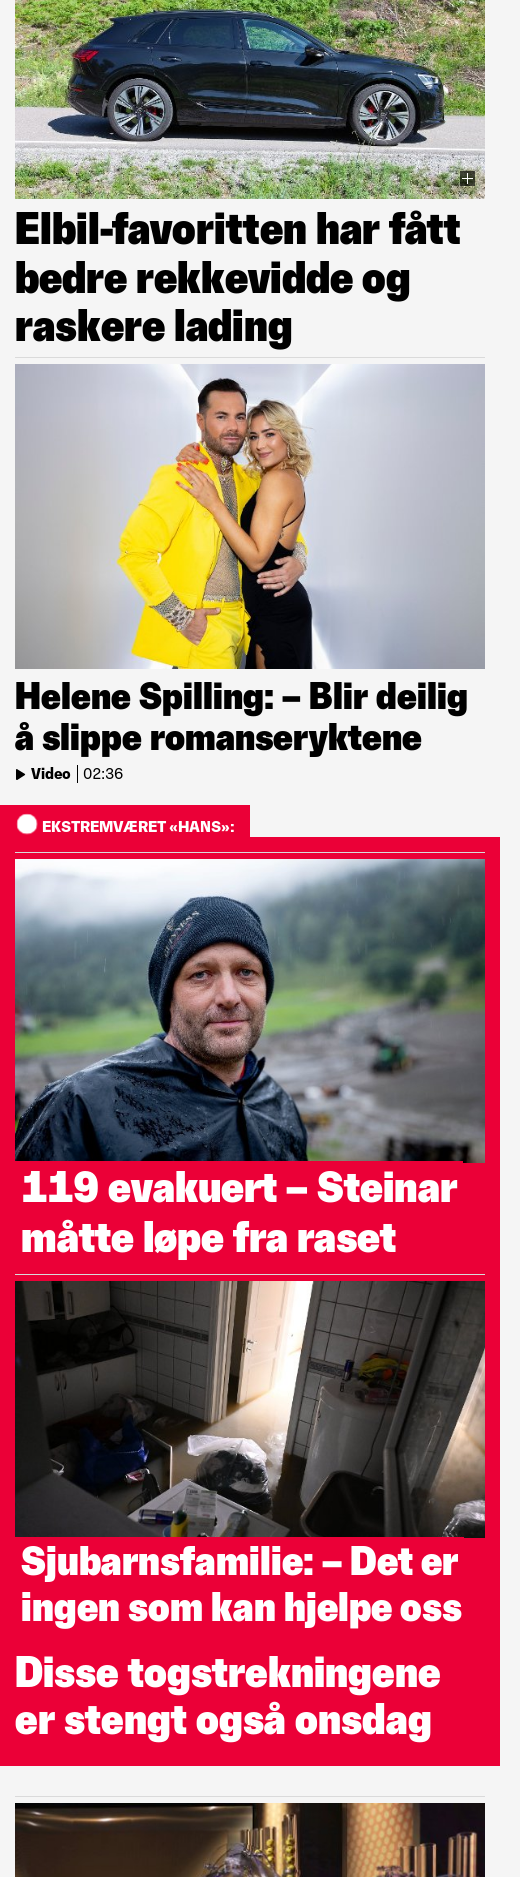 Elbil-favoritten har fått
bedre rekkevidde og
raskere lading
Helene Spilling: – Blir deilig
å slippe romanseryktene
Video | 02:36
EKSTREMVÆRET «HANS»:
119 evakuert – Steinar
måtte løpe fra raset
Sjubarnsfamilie: – Det er
ingen som kan hjelpe oss
Disse togstrekningene
er stengt også onsdag